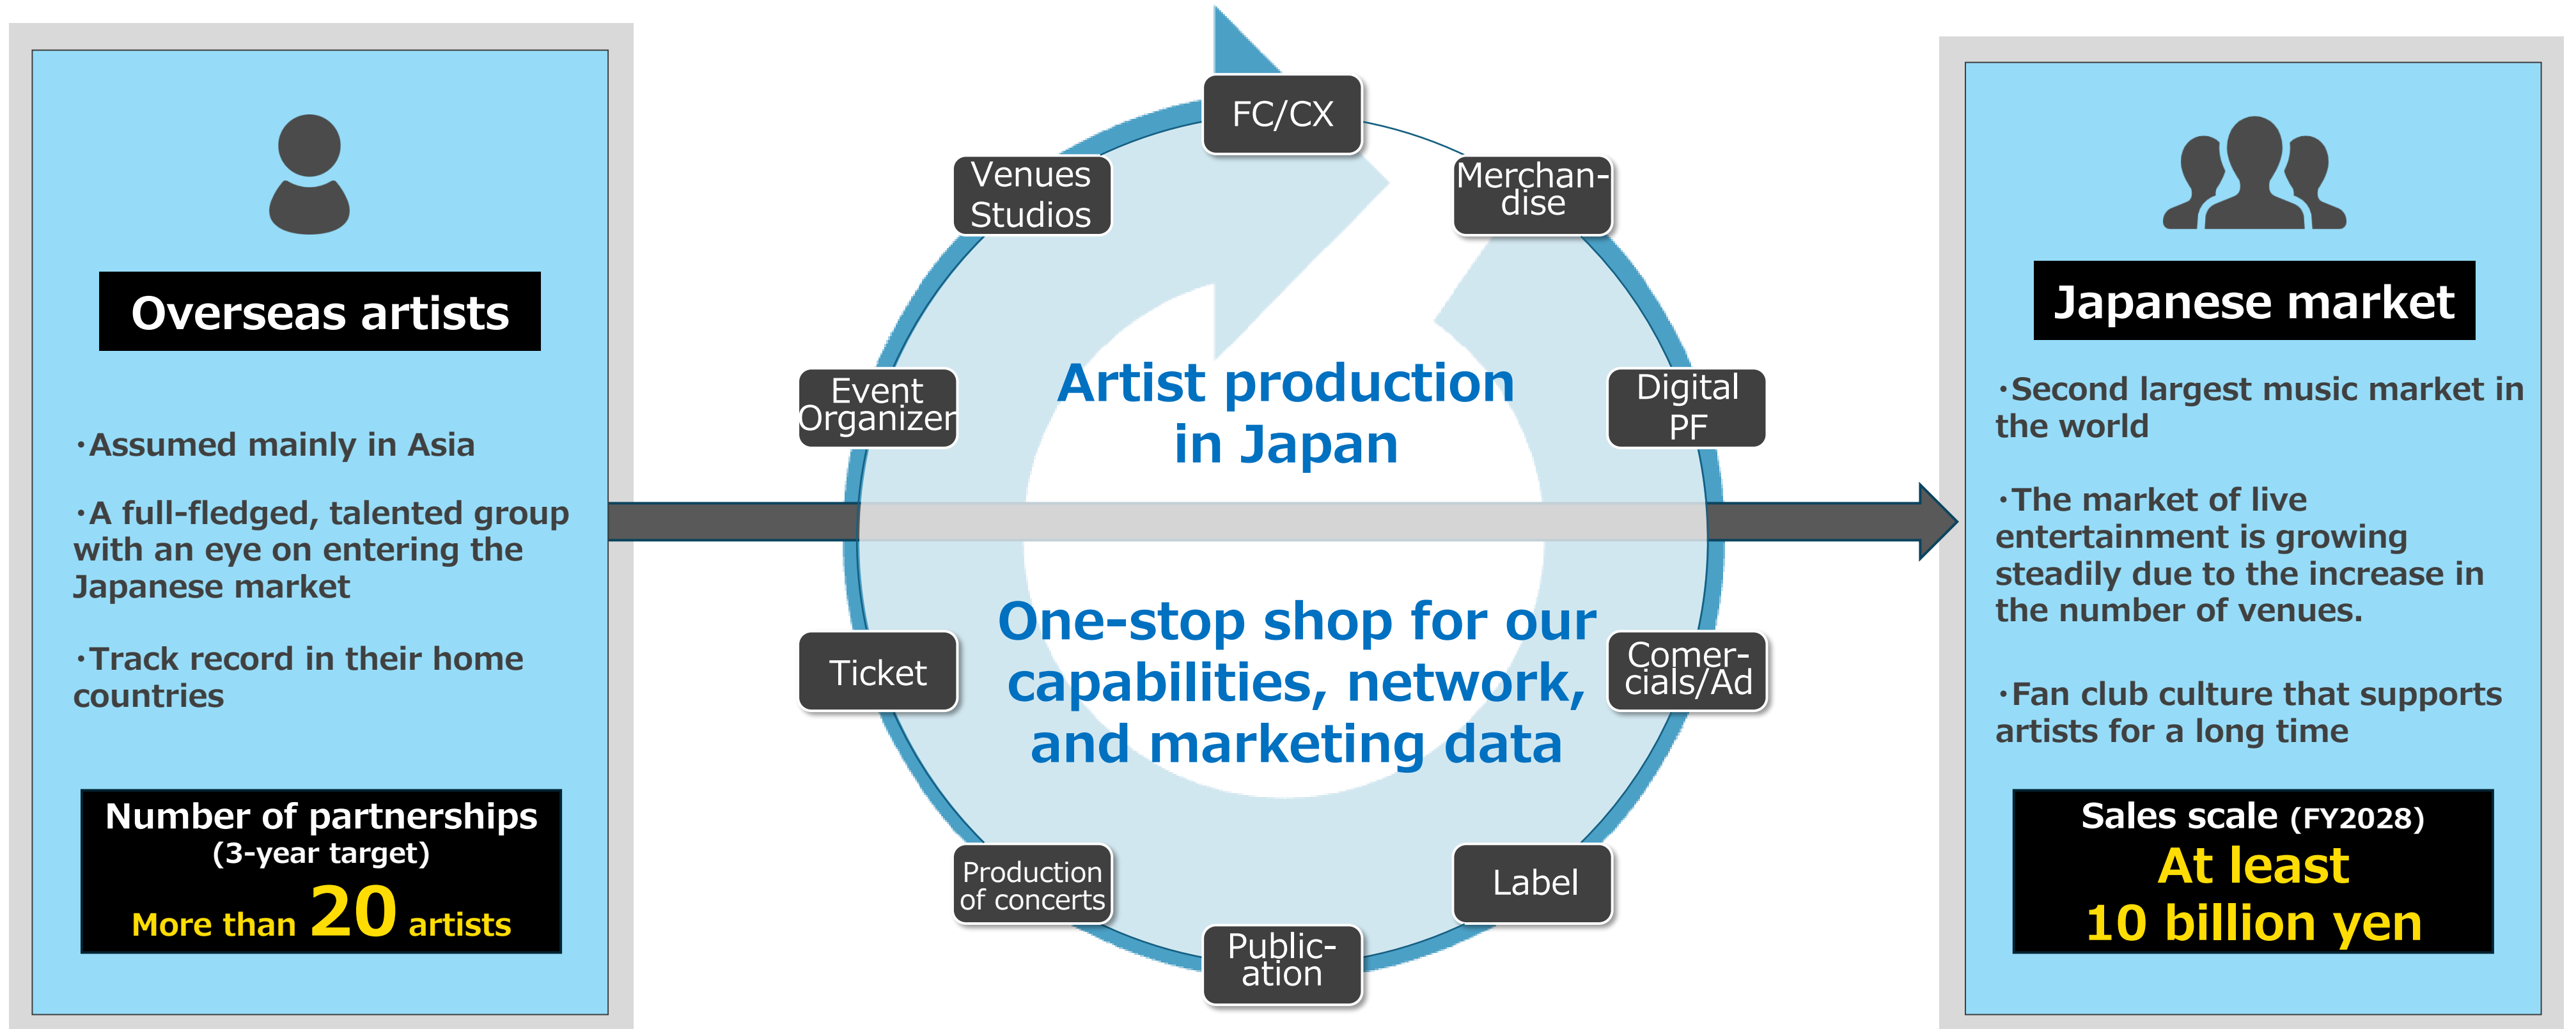 Overseas artists
・Assumed mainly in Asia
・A full-fledged, talented group
with an eye on entering the
Japanese market
・Track record in their home
countries
Number of partnerships
(3-year target)
More than 20 artists
FC/CX
Merchan-
dise
Digital
PF
Comer-
cials/Ad
Label
Public-
ation
Production
of concerts
Ticket
Event
Organizer
Venues
Studios
Artist production
in Japan
One-stop shop for our
capabilities, network,
and marketing data
Japanese market
・Second largest music market in
the world
・The market of live
entertainment is growing
steadily due to the increase in
the number of venues.
・Fan club culture that supports
artists for a long time
Sales scale (FY2028)
At least
10 billion yen